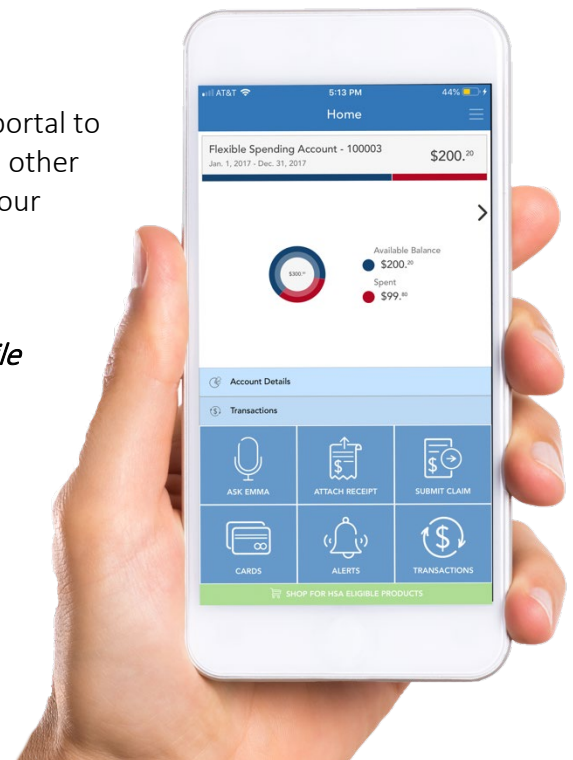 portal to
other
our
ile
AT&T 5:13 PM 44%
Home
Flexible Spending Account - 100003
Jan. 1, 2017 - Dec. 31, 2017
$200.20
Available Balance
$200.20
Spent
$99.80
$300.00
Account Details
Transactions
ASK EMMA
ATTACH RECEIPT
SUBMIT CLAIM
CARDS
ALERTS
TRANSACTIONS
SHOP FOR HSA ELIGIBLE PRODUCTS